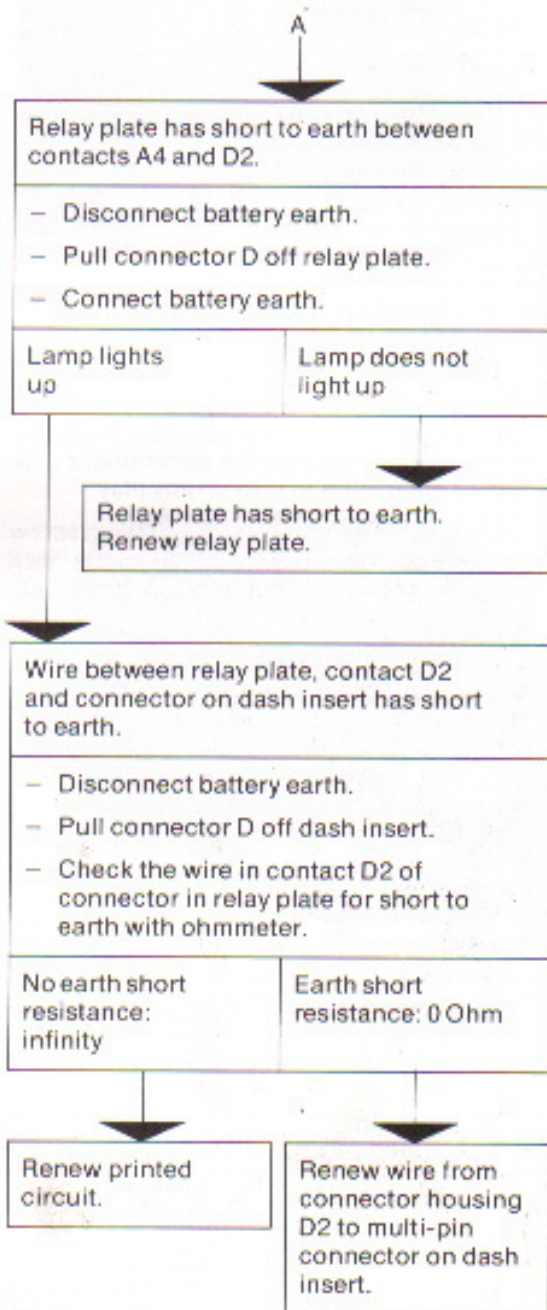 A
Relay plate has short to earth between
contacts A4 and D2.
– Disconnect battery earth.
– Pull connector D off relay plate.
– Connect battery earth.
Lamp lights
up
Lamp does not
light up
Relay plate has short to earth.
Renew relay plate.
Wire between relay plate, contact D2
and connector on dash insert has short
to earth.
– Disconnect battery earth.
– Pull connector D off dash insert.
– Check the wire in contact D2 of
connector in relay plate for short to
earth with ohmmeter.
No earth short
resistance:
infinity
Earth short
resistance: 0 Ohm
Renew printed
circuit.
Renew wire from
connector housing
D2 to multi-pin
connector on dash
insert.